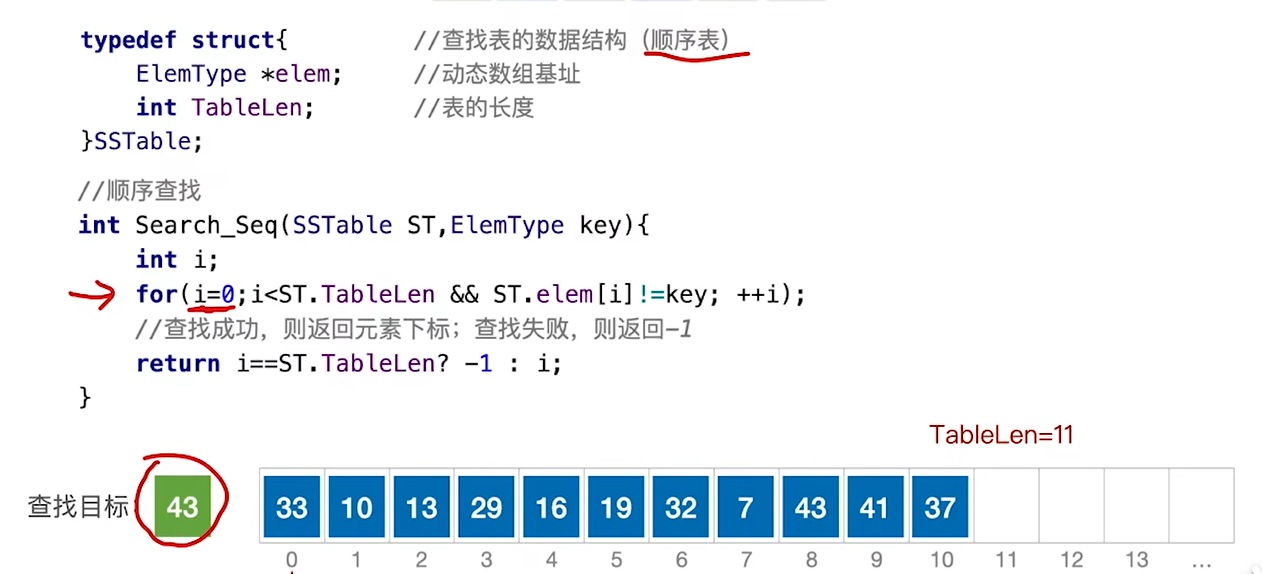 typedef struct{ //查找表的数据结构（顺序表）
ElemType *elem; //动态数组基址
int TableLen; //表的长度
}SSTable;
//顺序查找
int Search_Seq(SSTable ST,ElemType key){
int i;
for(i=0;i<ST.TableLen && ST.elem[i]!=key; ++i);
//查找成功，则返回元素下标；查找失败，则返回-1
return i==ST.TableLen? -1 : i;
}
TableLen=11
查找目标 43 33 10 13 29 16 19 32 7 43 41 37
0 1 2 3 4 5 6 7 8 9 10 11 12 13 ...